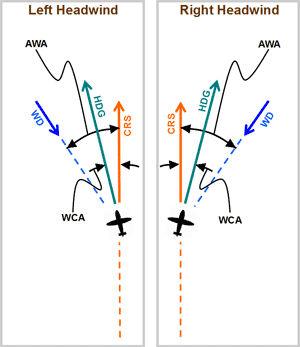 Left Headwind
AWA
HDG
WD
CRS
WCA
Right Headwind
AWA
HDG
CRS
WD
WCA